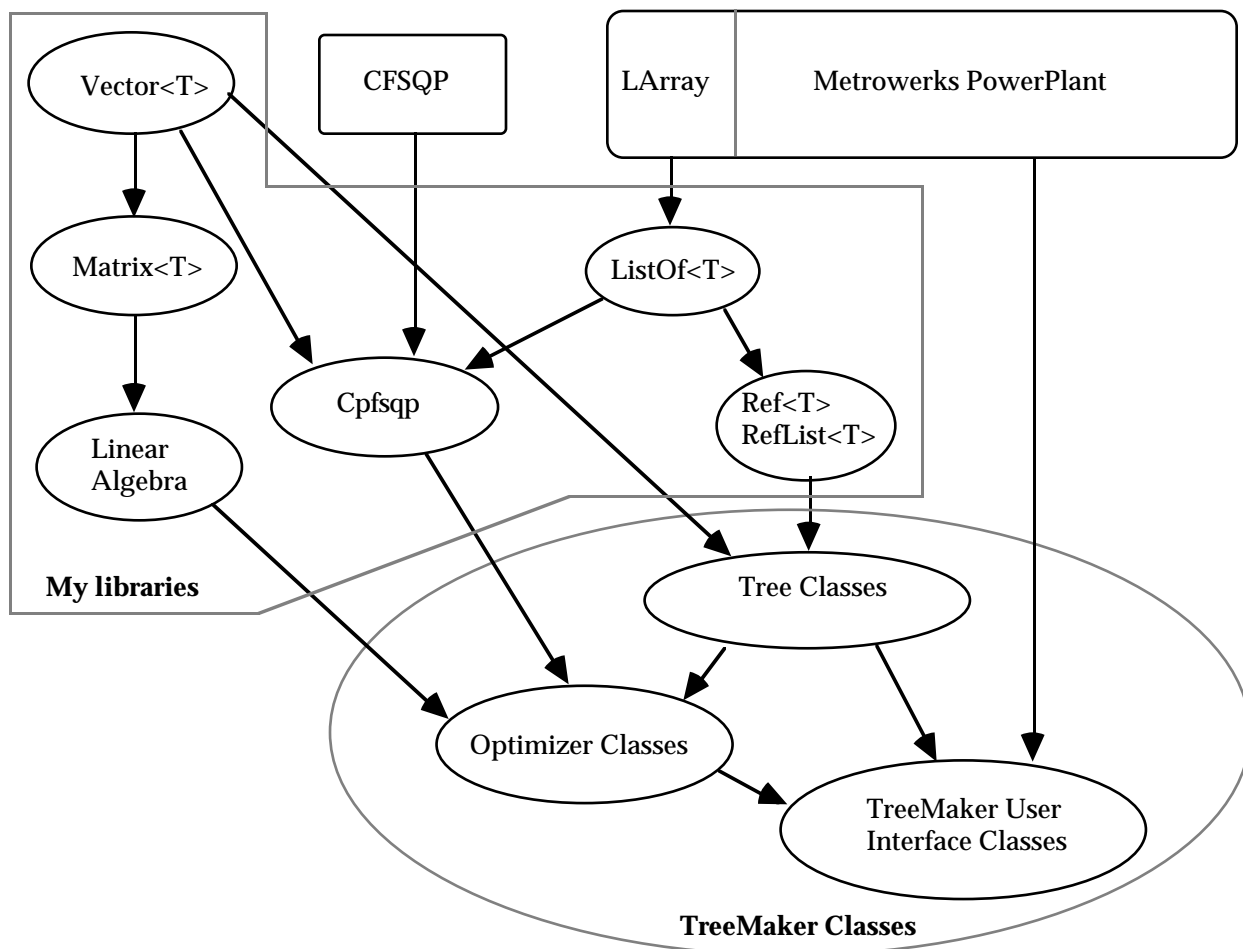 Vector<T>
CFSQP
LArray
Metrowerks PowerPlant
Matrix<T>
ListOf<T>
Cpfsqp
Ref<T>
RefList<T>
Linear
Algebra
My libraries
Tree Classes
Optimizer Classes
TreeMaker User
Interface Classes
TreeMaker Classes